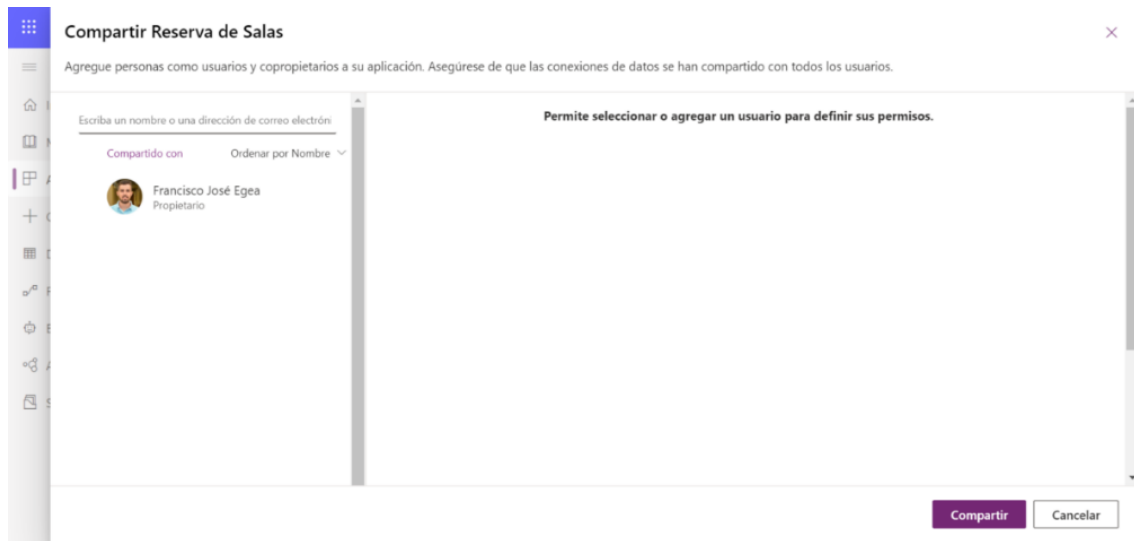 Compartir Reserva de Salas
Agregue personas como usuarios y copropietarios a su aplicación. Asegúrese de que las conexiones de datos se han compartido con todos los usuarios.
Escriba un nombre o una dirección de correo electróni
Compartido con Ordenar por Nombre
Francisco José Egea
Propietario
Permite seleccionar o agregar un usuario para definir sus permisos.
Compartir Cancelar